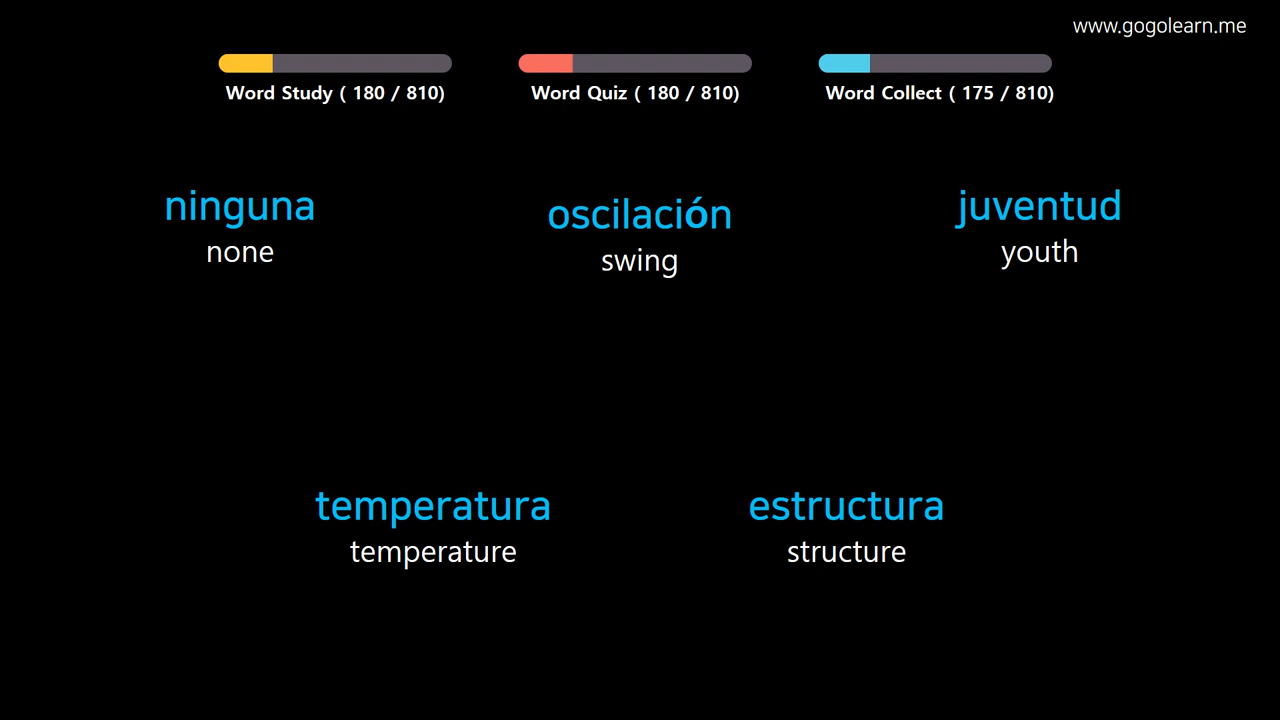 www.gogolearn.me
Word Study ( 180 / 810)
Word Quiz ( 180 / 810)
Word Collect ( 175 / 810)
ninguna
none
oscilación
swing
juventud
youth
temperatura
temperature
estructura
structure